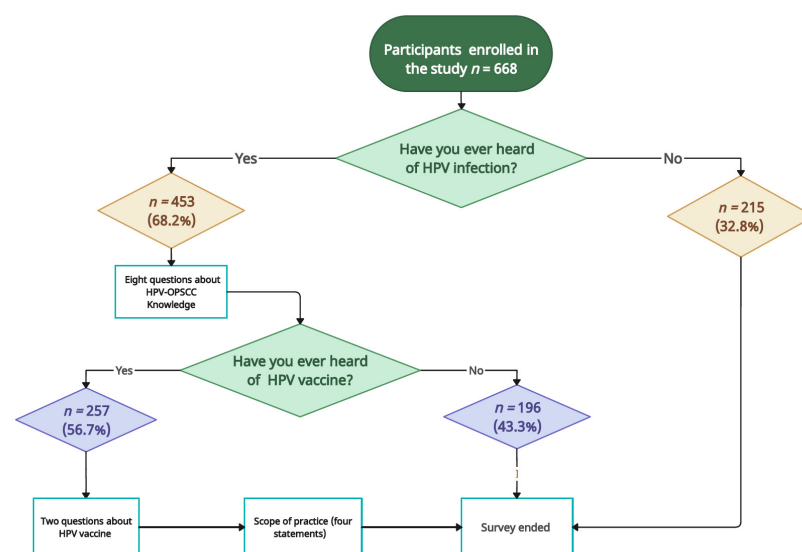 Participants enrolled in
the study n = 668
Have you ever heard
of HPV infection?
Yes
No
n = 453
(68.2%)
n = 215
(32.8%)
Eight questions about
HPV-OPSCC
Knowledge
Have you ever heard
of HPV vaccine?
Yes
No
n = 257
(56.7%)
n = 196
(43.3%)
Two questions about
HPV vaccine
Scope of practice (four
statements)
Survey ended